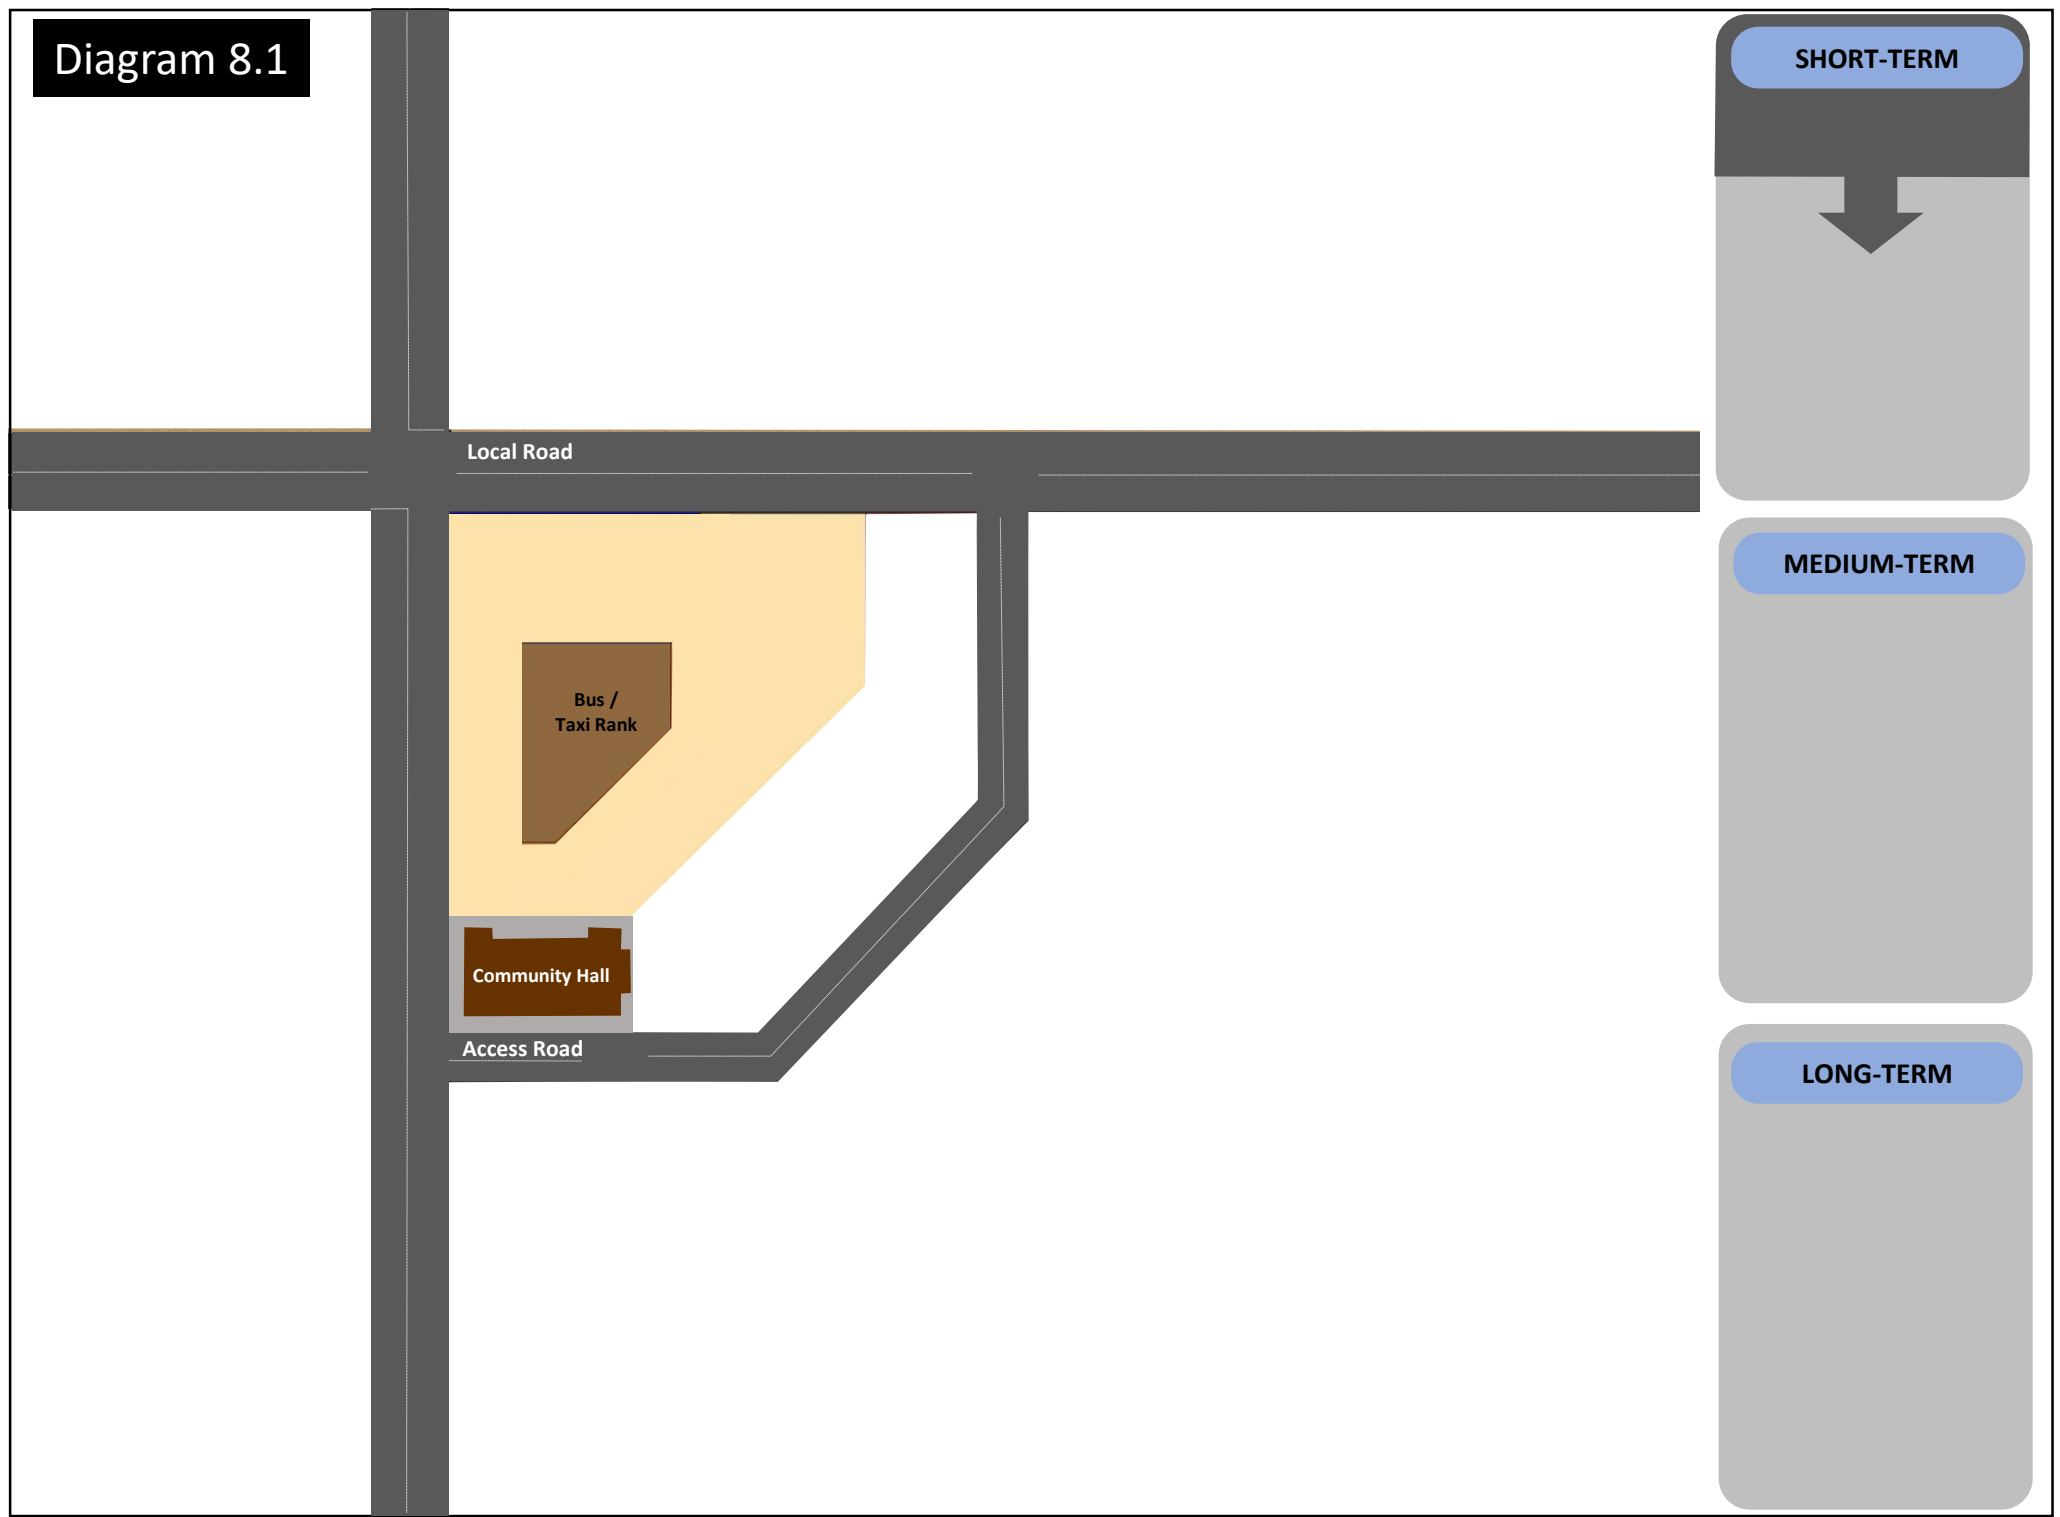 Diagram 8.1
SHORT-TERM
Local Road
MEDIUM-TERM
Bus /
Taxi Rank
Community Hall
Access Road
LONG-TERM